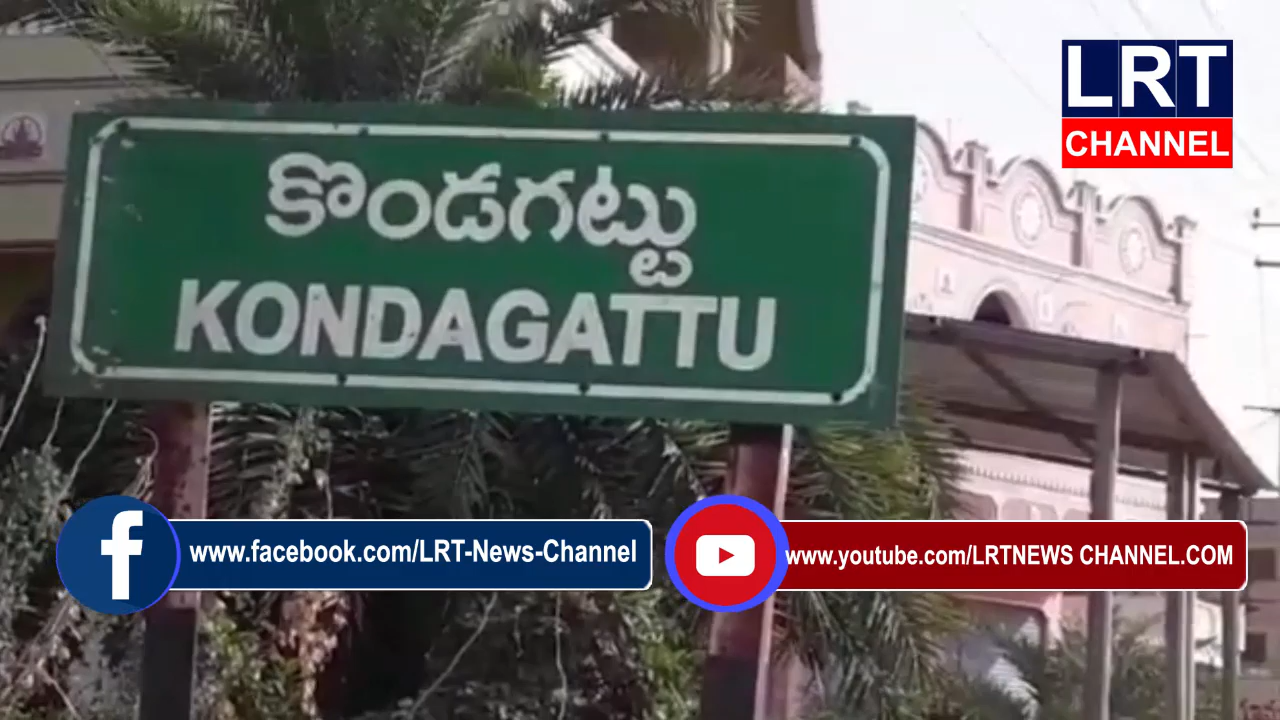 LRT
CHANNEL
కొండగట్టు
KONDAGATTU
www.facebook.com/LRT-News-Channel
www.youtube.com/LRTNEWS CHANNEL.COM